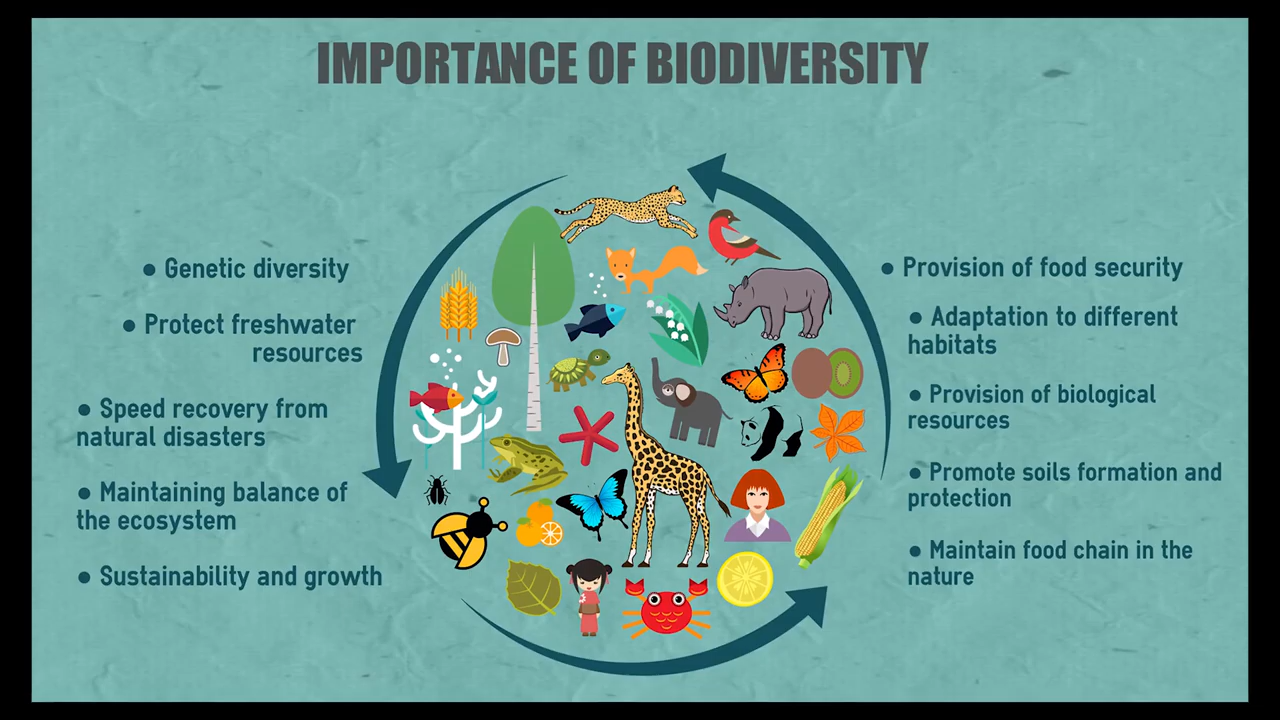 IMPORTANCE OF BIODIVERSITY
● Genetic diversity
● Protect freshwater
resources
● Speed recovery from
natural disasters
● Maintaining balance of
the ecosystem
● Sustainability and growth
● Provision of food security
● Adaptation to different
habitats
● Provision of biological
resources
● Promote soils formation and
protection
● Maintain food chain in the
nature